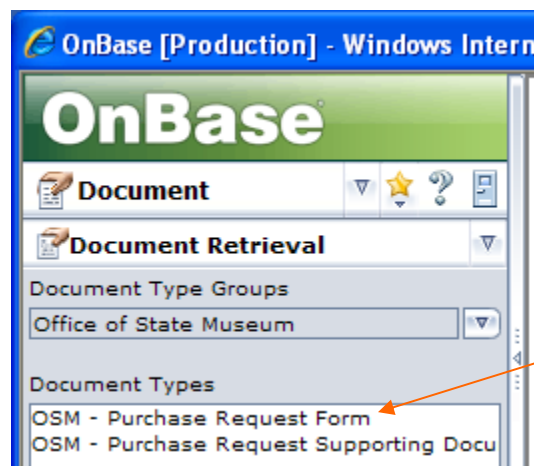 OnBase [Production] - Windows Intern
OnBase
Document
Document Retrieval
Document Type Groups
Office of State Museum
Document Types
OSM - Purchase Request Form
OSM - Purchase Request Supporting Docu